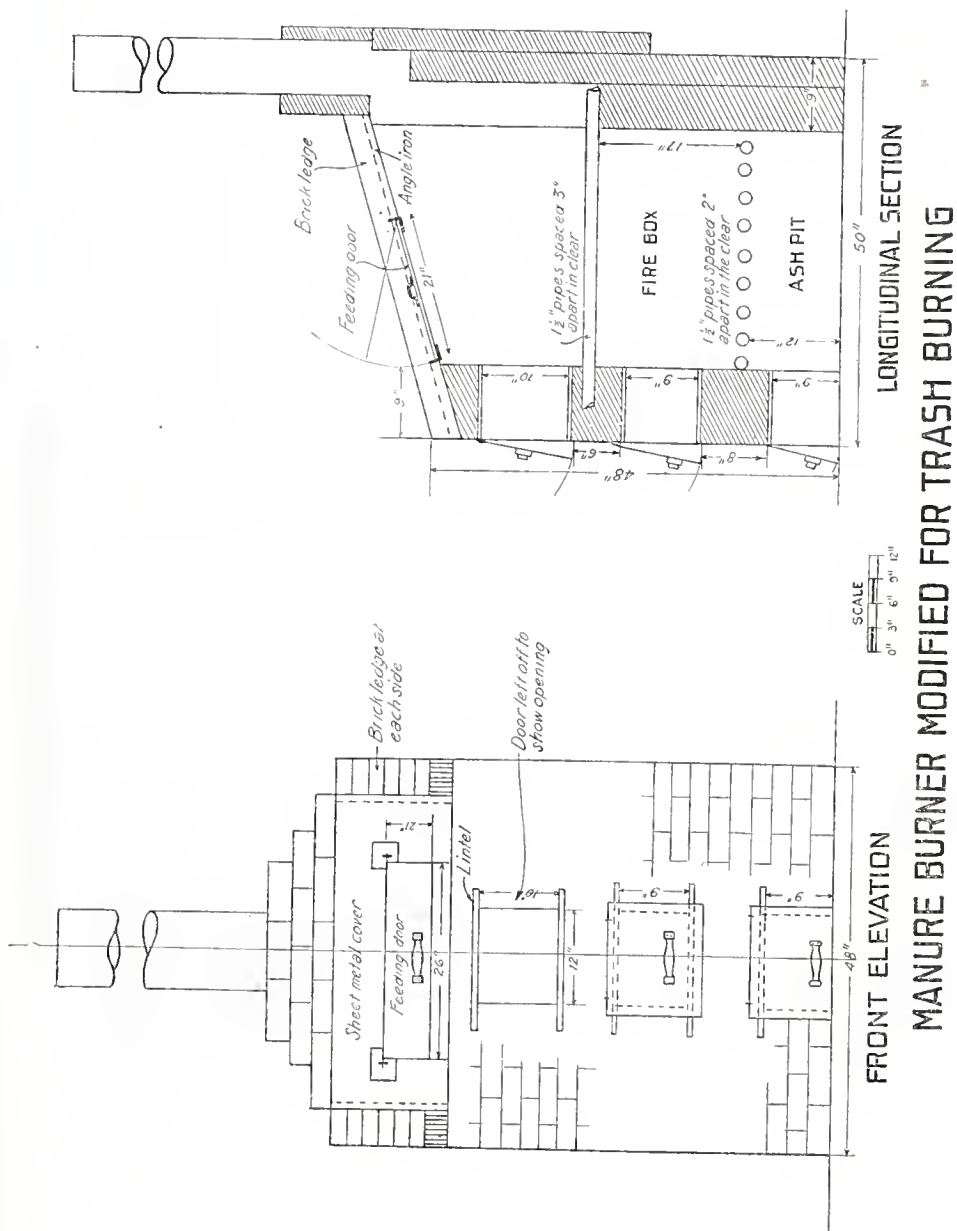 Brick ledge
Angle iron
Feeding door
21"
9"
10"
6"
9"
8"
9"
48"
1½" pipes spaced 3"
apart in clear
17"
FIRE BOX
1½" pipes spaced 2"
apart in the clear
ASH PIT
12"
9"
50"
LONGITUDINAL SECTION
Brick ledge at
each side
Sheet metal cover
21"
Feeding door
26"
Lintel
Door left off to
show opening
10"
12"
9"
9"
48"
FRONT ELEVATION
SCALE
0" 3" 6" 9" 12"
MANURE BURNER MODIFIED FOR TRASH BURNING